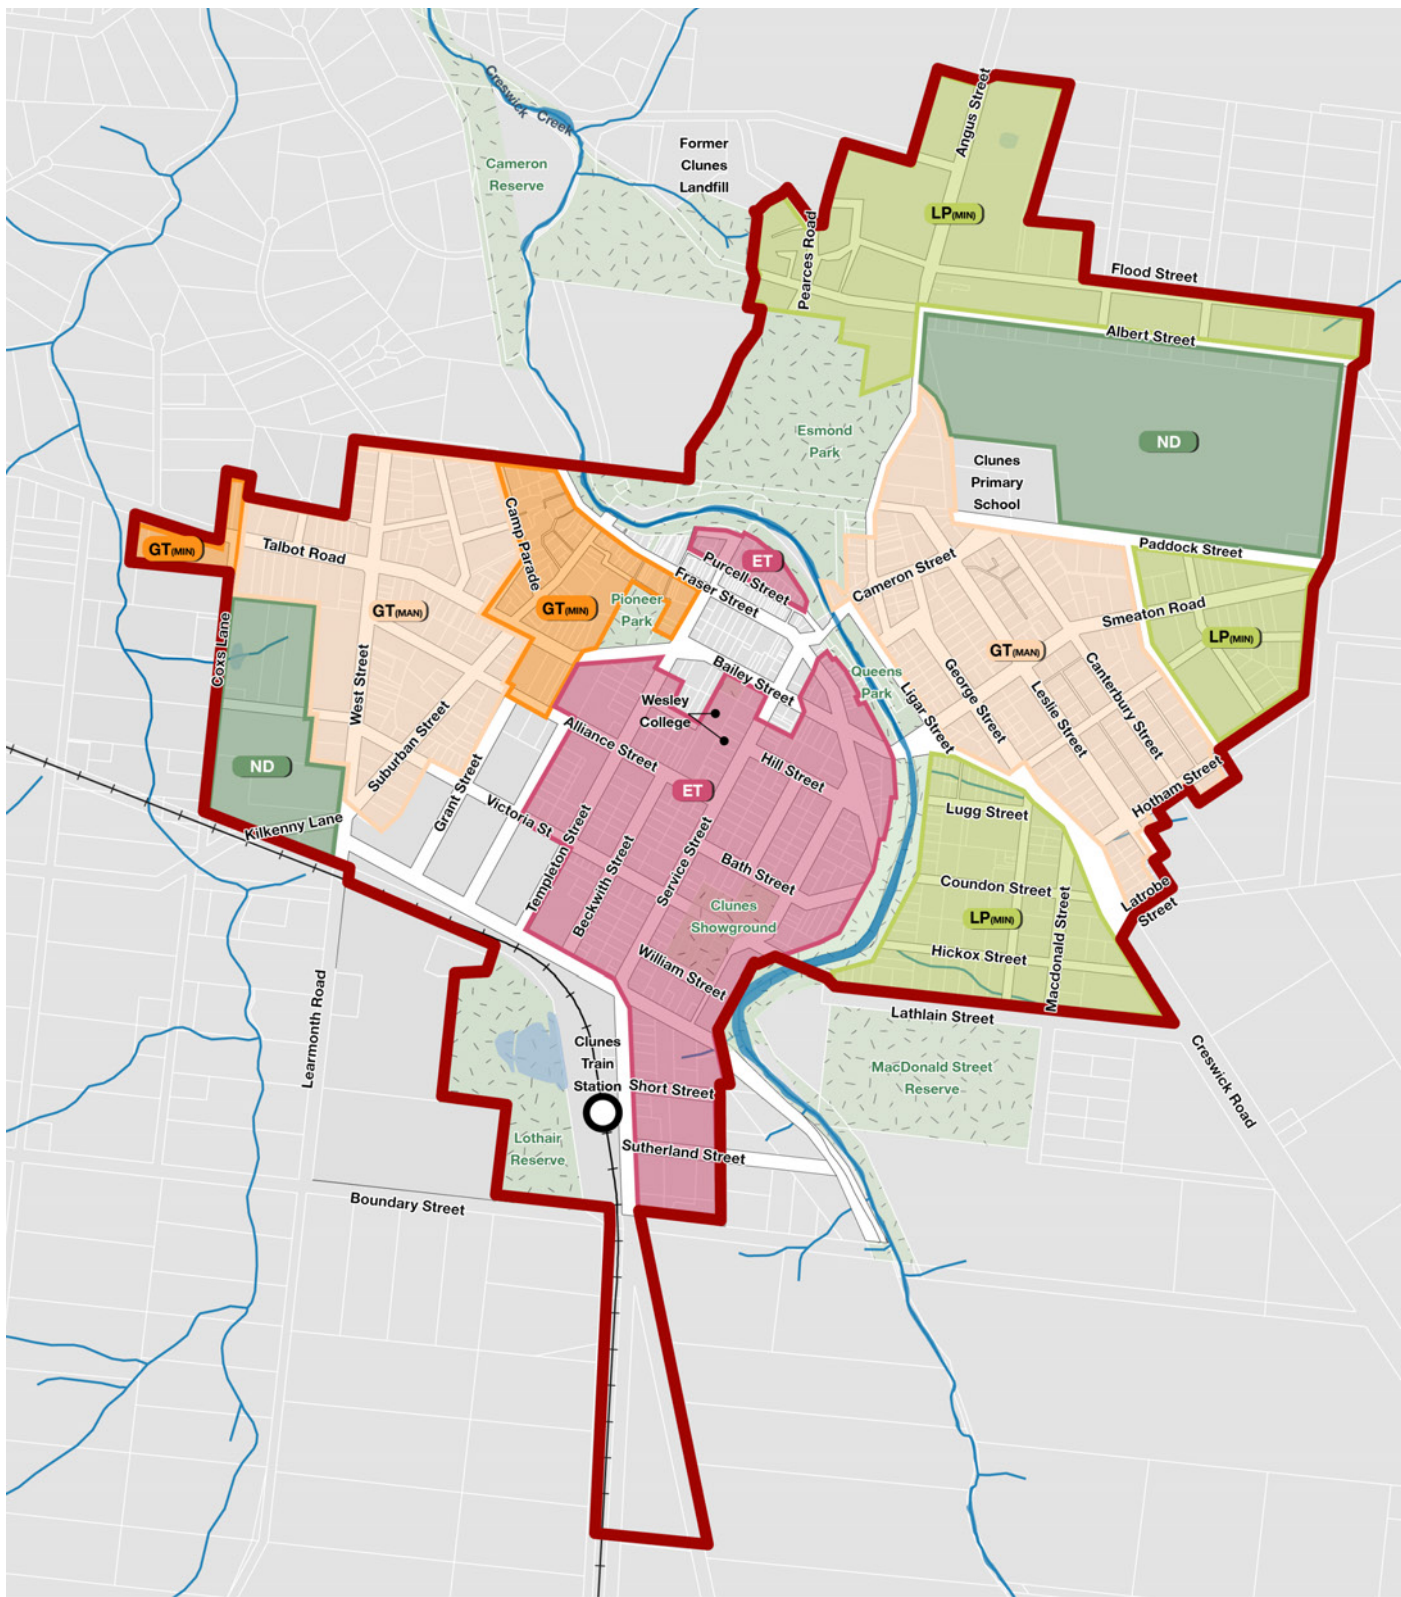 Creswick
Creek
Cameron
Reserve
Former
Clunes
Landfill
Angus Street
LP(MIN)
Pearces Road
Flood Street
Albert Street
Esmond
Park
ND
Clunes
Primary
School
Paddock Street
Camp Parade
Talbot Road
GT(MIN)
ET
Purcell Street
Fraser Street
Cameron Street
Smeaton Road
LP(MIN)
GT(MAN)
GT(MIN)
Pioneer
Park
Coxs Lane
GT(MAN)
West Street
Bailey Street
Queens
Park
Ligar Street
George Street
Leslie Street
Canterbury Street
Wesley
College
Alliance Street
Suburban Street
ND
Hill Street
ET
Hotham Street
Grant Street
Victoria St
Kilkenny Lane
Templeton Street
Beckwith Street
Service Street
Bath Street
Lugg Street
Coundon Street
Latrobe
Street
Clunes
Showground
LP(MIN)
Macdonald Street
Hickox Street
William Street
Lathlain Street
Learmonth Road
Clunes
Train
Station
Short Street
MacDonald Street
Reserve
Creswick Road
Lothair
Reserve
Sutherland Street
Boundary Street